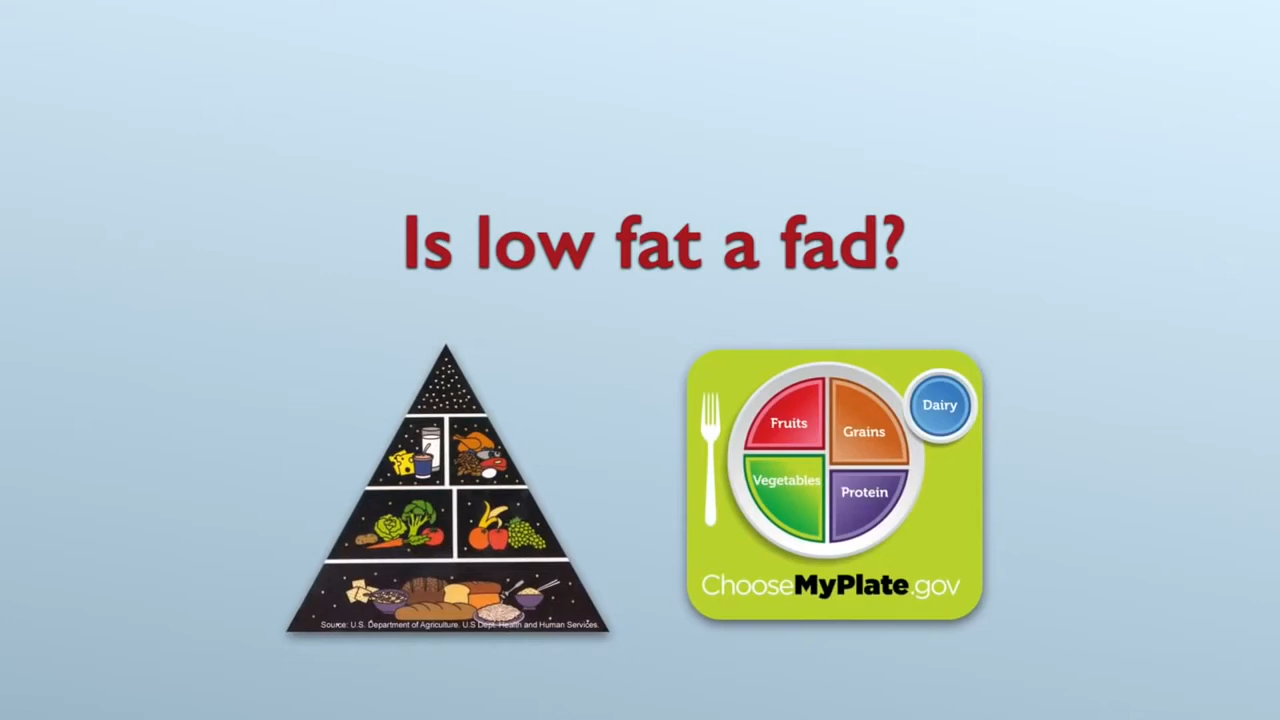 Is low fat a fad?
Fruits
Grains
Dairy
Vegetables
Protein
ChooseMyPlate.gov
Source: U.S. Department of Agriculture. U.S Dept. Health and Human Services.